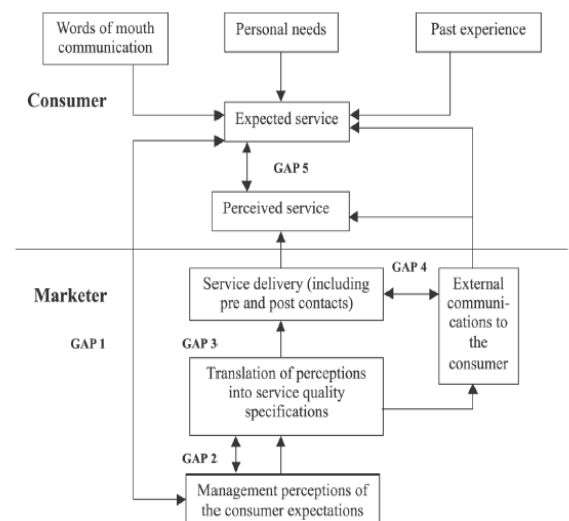 Words of mouth
communication
Personal needs
Past experience
Consumer
Expected service
GAP 5
Perceived service
GAP 4
Service delivery (including
pre and post contacts)
External
communi-
cations to
the
consumer
Marketer
GAP 1
GAP 3
Translation of perceptions
into service quality
specifications
GAP 2
Management perceptions of
the consumer expectations